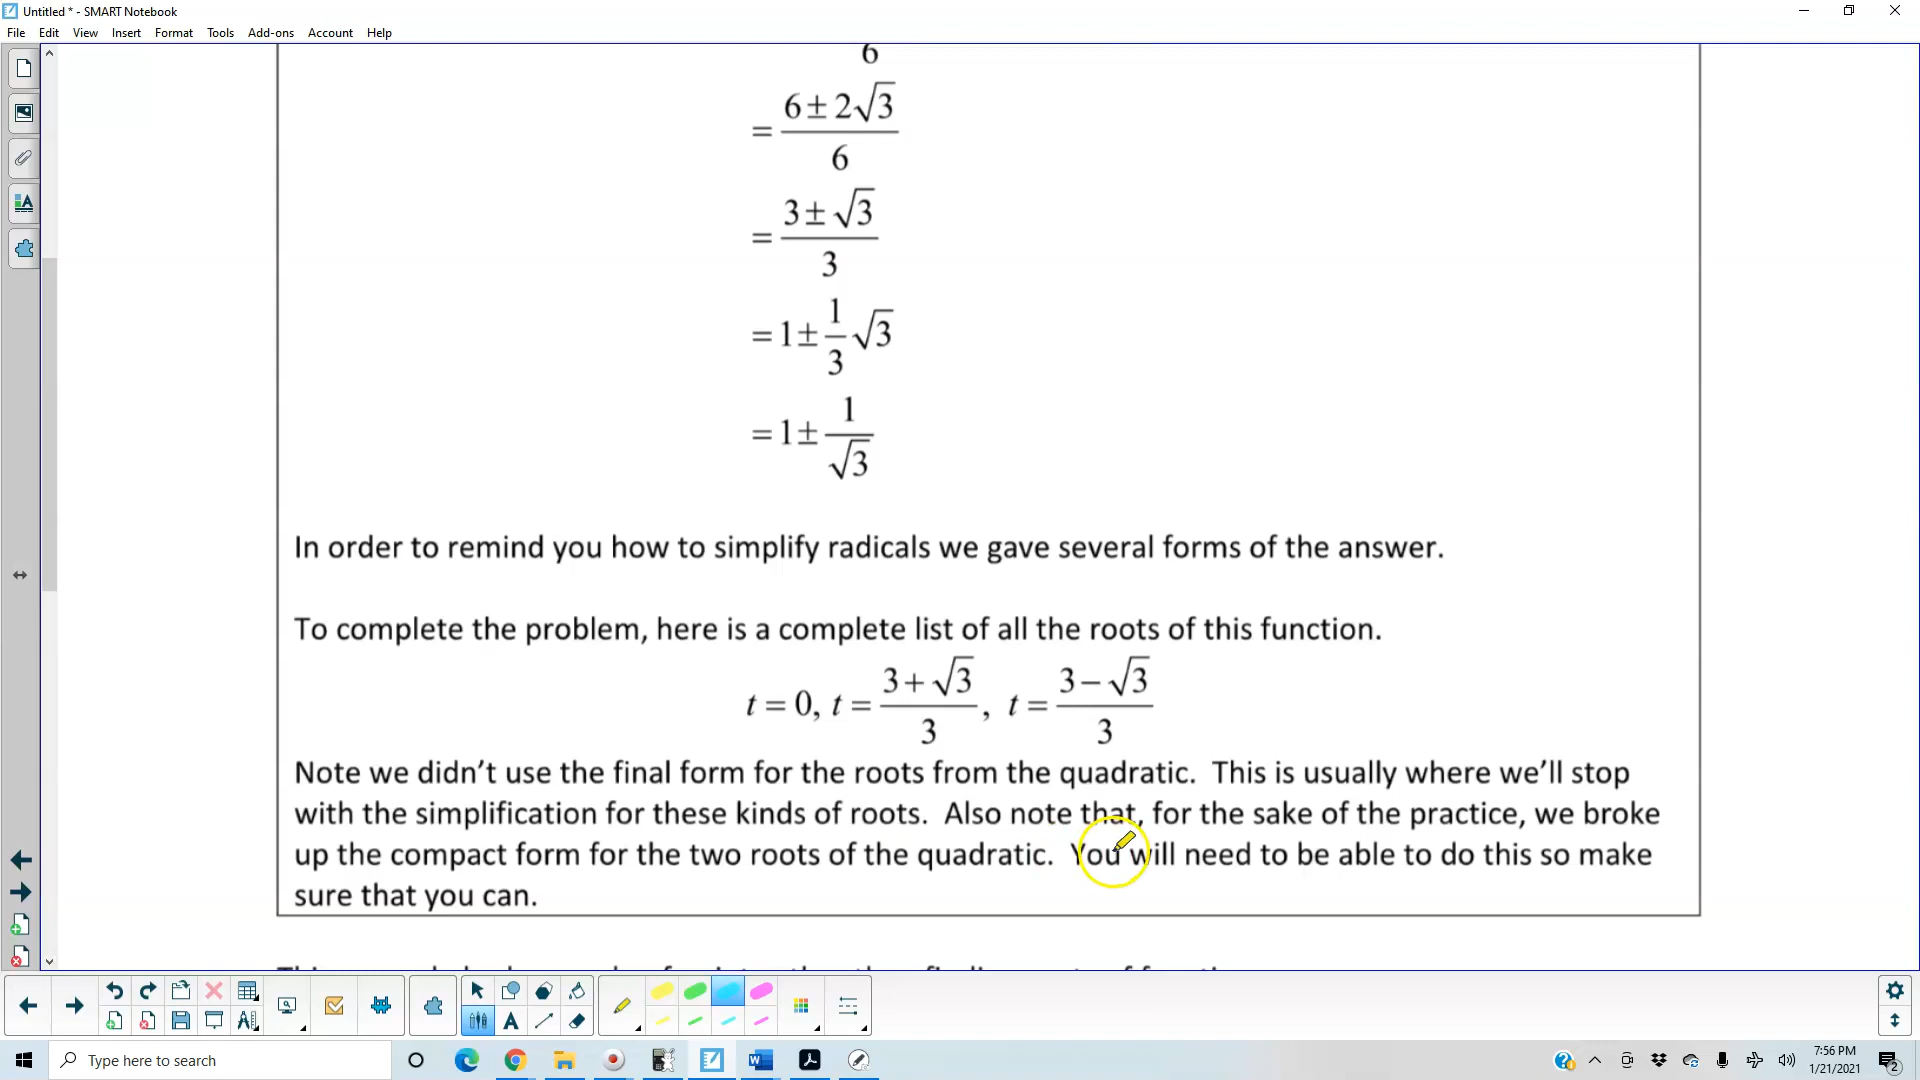 Untitled * - SMART Notebook
File Edit View Insert Format Tools Add-ons Account Help
6
= (6 ± 2√3)/6
= (3 ± √3)/3
= 1 ± 1/3 √3
= 1 ± 1/√3
In order to remind you how to simplify radicals we gave several forms of the answer.
To complete the problem, here is a complete list of all the roots of this function.
t = 0, t = (3 + √3)/3, t = (3 − √3)/3
Note we didn’t use the final form for the roots from the quadratic. This is usually where we’ll stop
with the simplification for these kinds of roots. Also note that, for the sake of the practice, we broke
up the compact form for the two roots of the quadratic. You will need to be able to do this so make
sure that you can.
Type here to search
7:56 PM
1/21/2021
2